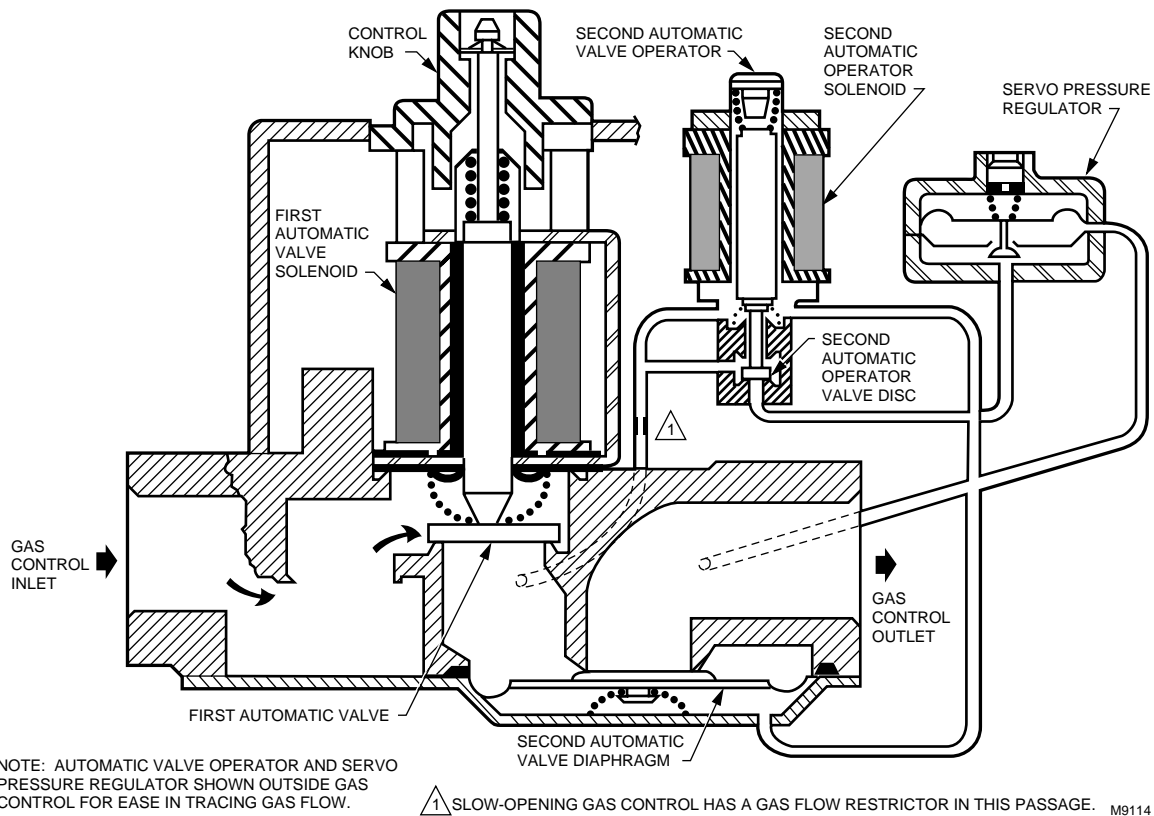 CONTROL
KNOB
SECOND AUTOMATIC
VALVE OPERATOR
SECOND
AUTOMATIC
OPERATOR
SOLENOID
SERVO PRESSURE
REGULATOR
FIRST
AUTOMATIC
VALVE
SOLENOID
SECOND
AUTOMATIC
OPERATOR
VALVE DISC
1
GAS
CONTROL
INLET
GAS
CONTROL
OUTLET
FIRST AUTOMATIC VALVE
SECOND AUTOMATIC
VALVE DIAPHRAGM
NOTE: AUTOMATIC VALVE OPERATOR AND SERVO
PRESSURE REGULATOR SHOWN OUTSIDE GAS
CONTROL FOR EASE IN TRACING GAS FLOW.
1 SLOW-OPENING GAS CONTROL HAS A GAS FLOW RESTRICTOR IN THIS PASSAGE.
M9114